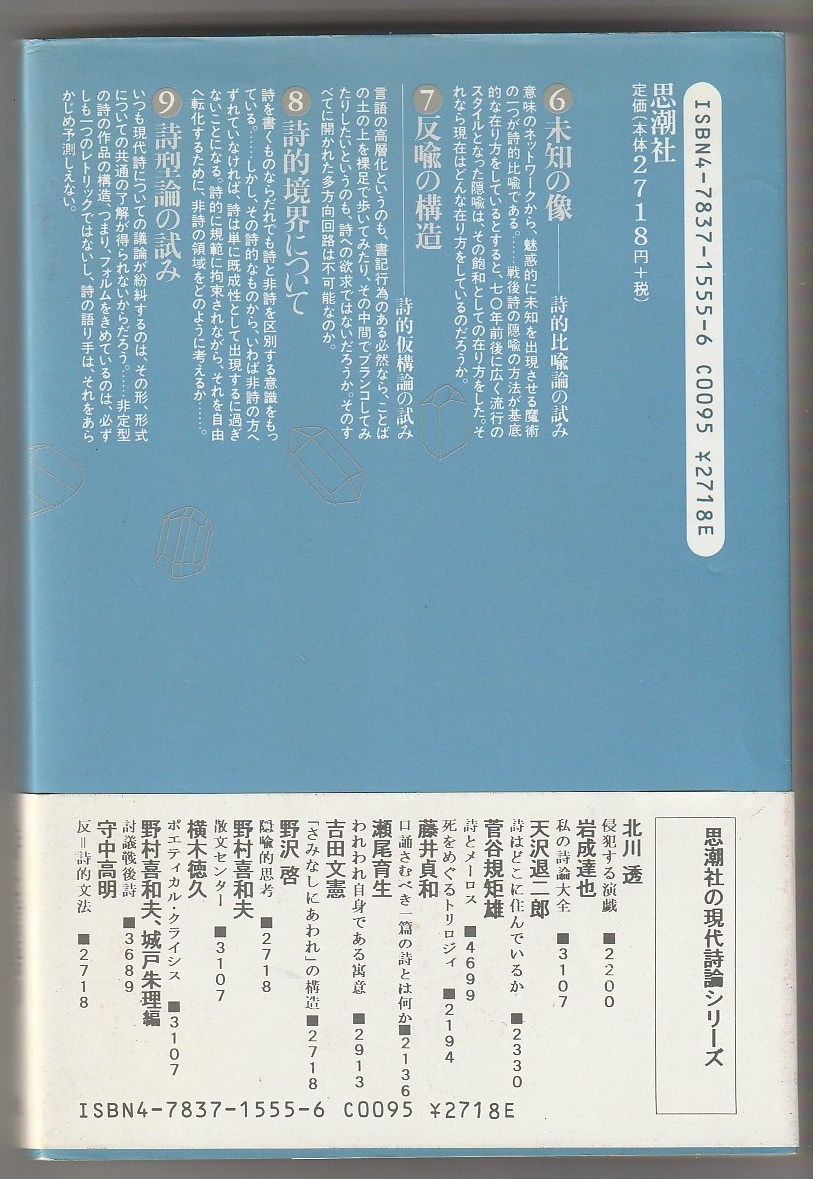 ISBN4-7837-1555-6 C0095 ¥2718E
思潮社
定価(本体2718円+税)
6 未知の像――詩的比喩論の試み
意味のネットワークから、魅惑的に未知を出現させる魔術
の一つが詩的比喩である。……戦後詩の隠喩の方法が基底
的な在り方をしているとすると、七〇年前後に広く流行の
スタイルとなった隠喩は、その飽和としての在り方をした。そ
れなら現在はどんな在り方をしているのだろうか。
7 反喩の構造
――詩的仮構論の試み
言語の高層化というのも、書記行為のある必然なら、ことば
の土の上を裸足で歩いてみたり、その中間でブランコしてみ
たりしたいというのも、詩への欲求ではないだろうか。そのす
べてに開かれた多方向回路は不可能なのか。
8 詩的境界について
詩を書くものならだれでも詩と非詩を区別する意識をもっ
ている。……しかし、その詩的なものから、いわば非詩の方へ
ずれていなければ、詩は単に既成性として出現するに過ぎ
ないことになる。詩的に規範に拘束されながら、それを自由
へ転化するために、非詩の領域をどのように考えるか……。
9 詩型論の試み
いつも現代詩についての議論が紛糾するのは、その形、形式
についての共通の了解が得られないからだろう。……非定型
の詩の作品の構造、つまり、フォルムをきめているのは、必ず
しも一つのレトリックではないし、詩の語り手は、それをあら
かじめ予測しえない。
思潮社の現代詩論シリーズ
北川 透
侵犯する演戯 ■2200
岩成達也
私の詩論大全 ■3107
天沢退二郎
詩はどこに住んでいるか ■2330
菅谷規矩雄
詩とメーロス ■4699
死をめぐるトリロジィ ■2194
藤井貞和
口誦さむべき一篇の詩とは何か■2136
瀬尾育生
われわれ自身である寓意 ■2913
吉田文憲
「さみなしにあわれ」の構造■2718
野沢 啓
隠喩的思考 ■2718
野村喜和夫
散文センター ■3107
横木徳久
ポエティカル・クライシス ■3107
野村喜和夫、城戸朱理編
討議戦後詩 ■3689
守中高明
反=詩的文法 ■2718
ISBN4-7837-1555-6 C0095 ¥2718E